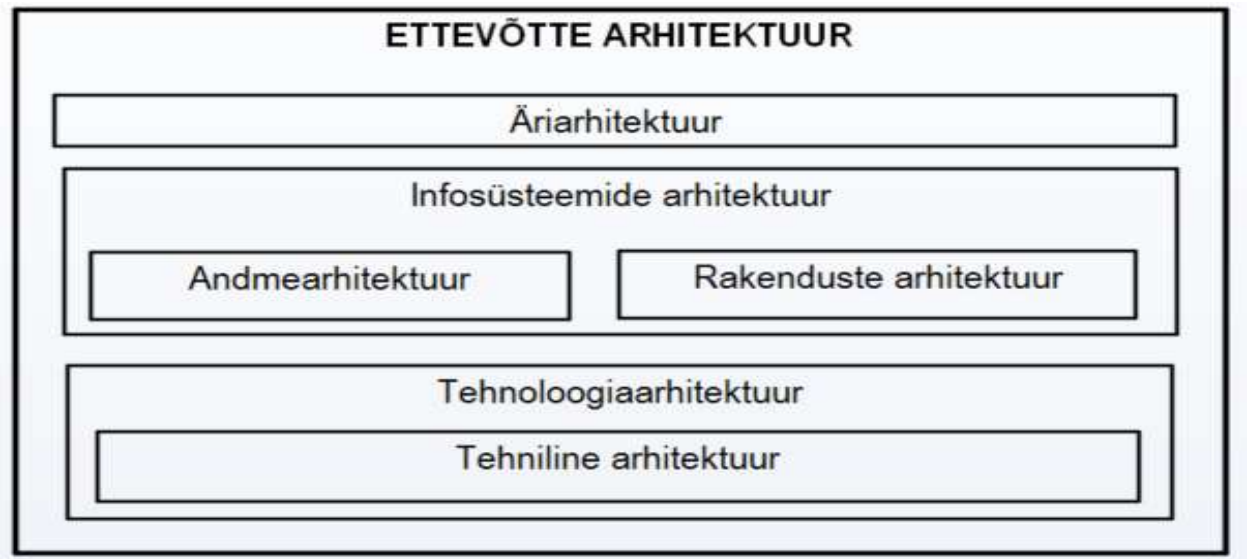 ETTEVÕTTE ARHITEKTUUR
Äriarhitektuur
Infosüsteemide arhitektuur
Andmearhitektuur
Rakenduste arhitektuur
Tehnoloogiaarhitektuur
Tehniline arhitektuur